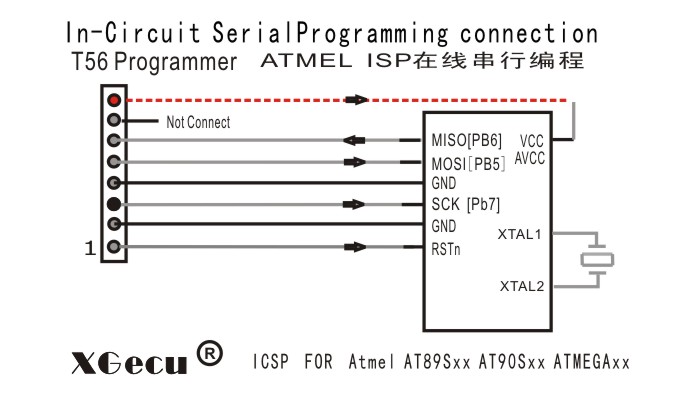 In-Circuit SerialProgramming connection
T56 Programmer ATMEL ISP在线串行编程
Not Connect
MISO[PB6] VCC
MOSI[PB5] AVCC
GND
SCK [Pb7]
GND
XTAL1
1 RSTn
XTAL2
XGecu ® ICSP FOR Atmel AT89Sxx AT90Sxx ATMEGAxx